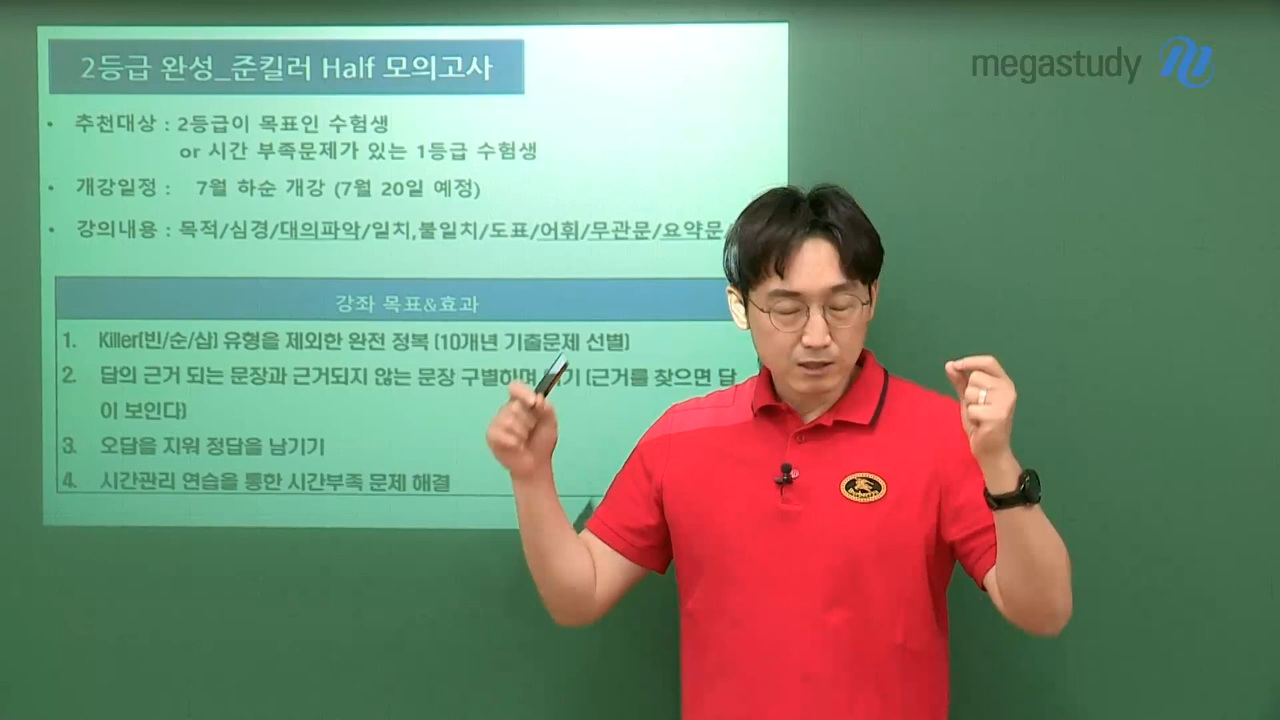 megastudy
2등급 완성_준킬러 Half 모의고사
• 추천대상 : 2등급이 목표인 수험생
or 시간 부족문제가 있는 1등급 수험생
• 개강일정 : 7월 하순 개강 (7월 20일 예정)
• 강의내용 : 목적/심경/대의파악/일치,불일치/도표/어휘/무관문/요약문/
강좌 목표&효과
1. Killer(빈/순/삽) 유형을 제외한 완전 정복 (10개년 기출문제 선별)
2. 답의 근거 되는 문장과 근거되지 않는 문장 구별하며 기 (근거를 찾으면 답
이 보인다)
3. 오답을 지워 정답을 남기기
4. 시간관리 연습을 통한 시간부족 문제 해결